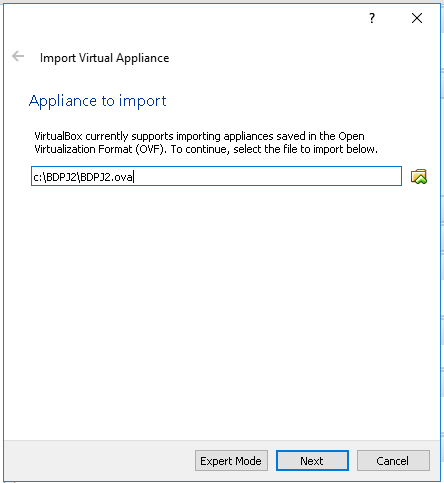 ?
Import Virtual Appliance
Appliance to import
VirtualBox currently supports importing appliances saved in the Open
Virtualization Format (OVF). To continue, select the file to import below.
c:\BDPJ2\BDPJ2.ova
Expert Mode Next Cancel